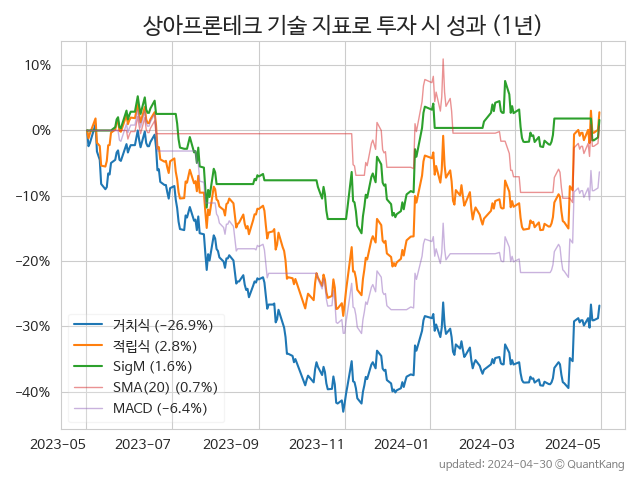 상아프론테크 기술 지표로 투자 시 성과 (1년)
10%
0%
−10%
−20%
−30%
−40%
거치식 (−26.9%)
적립식 (2.8%)
SigM (1.6%)
SMA(20) (0.7%)
MACD (−6.4%)
2023-05 2023-07 2023-09 2023-11 2024-01 2024-03 2024-05
updated: 2024-04-30 © QuantKang